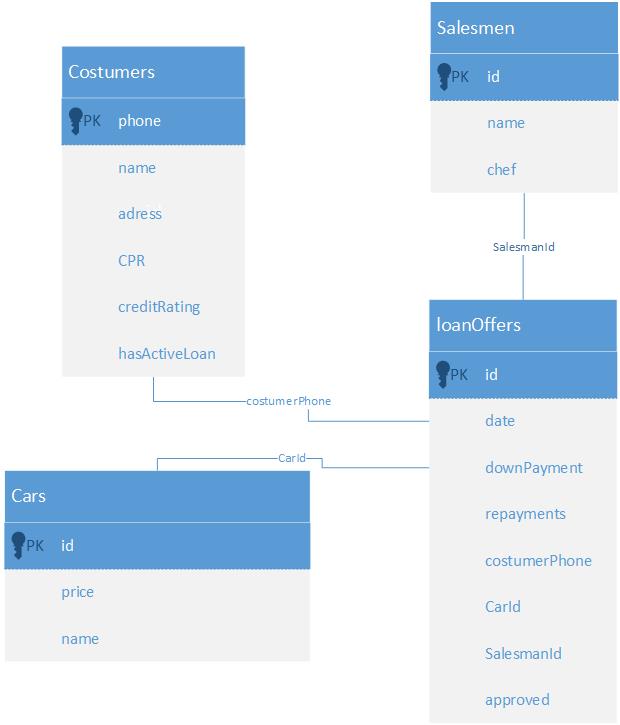 Salesmen
PK id
name
chef
Costumers
PK phone
name
adress
CPR
creditRating
hasActiveLoan
SalesmanId
costumerPhone
CarId
loanOffers
PK id
date
downPayment
repayments
costumerPhone
CarId
SalesmanId
approved
Cars
PK id
price
name